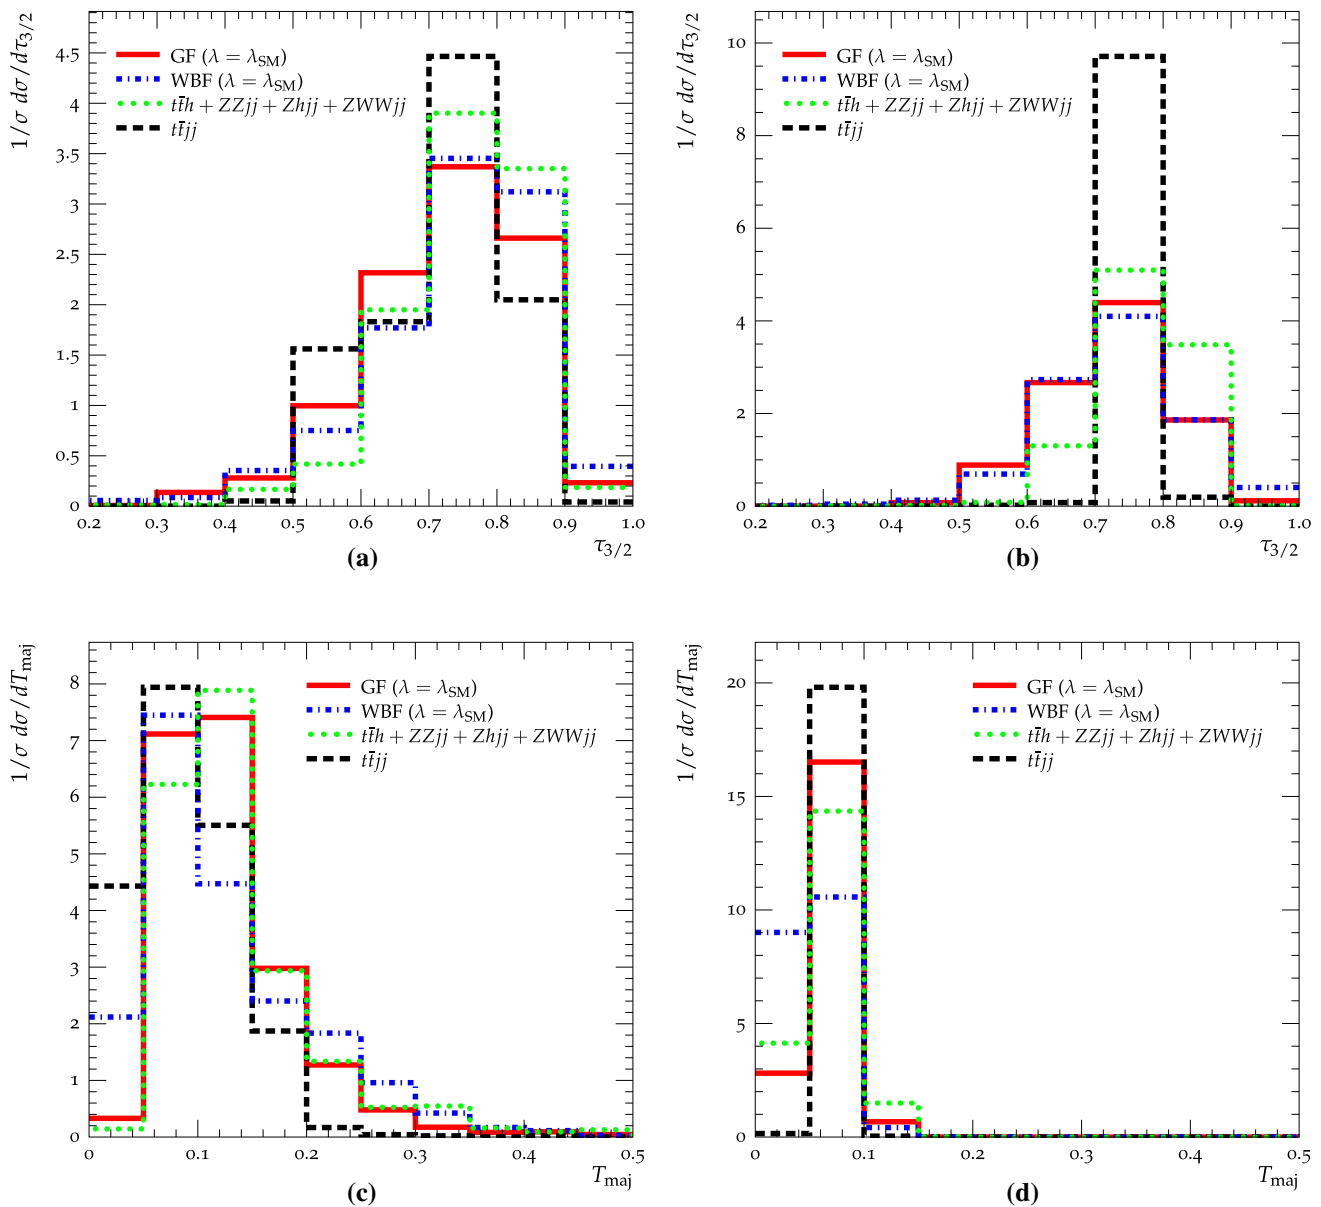 1/σ dσ/dτ3/2
4.5
4
3.5
3
2.5
2
1.5
1
0.5
0
GF (λ = λSM)
WBF (λ = λSM)
tt̄h + ZZjj + Zhjj + ZWWjj
tt̄jj
0.2 0.3 0.4 0.5 0.6 0.7 0.8 0.9 1.0
τ3/2
(a)
1/σ dσ/dτ3/2
10
8
6
4
2
0
GF (λ = λSM)
WBF (λ = λSM)
tt̄h + ZZjj + Zhjj + ZWWjj
tt̄jj
0.2 0.3 0.4 0.5 0.6 0.7 0.8 0.9 1.0
τ3/2
(b)
1/σ dσ/dTmaj
8
7
6
5
4
3
2
1
0
GF (λ = λSM)
WBF (λ = λSM)
tt̄h + ZZjj + Zhjj + ZWWjj
tt̄jj
0 0.1 0.2 0.3 0.4 0.5
Tmaj
(c)
1/σ dσ/dTmaj
20
15
10
5
0
GF (λ = λSM)
WBF (λ = λSM)
tt̄h + ZZjj + Zhjj + ZWWjj
tt̄jj
0 0.1 0.2 0.3 0.4 0.5
Tmaj
(d)